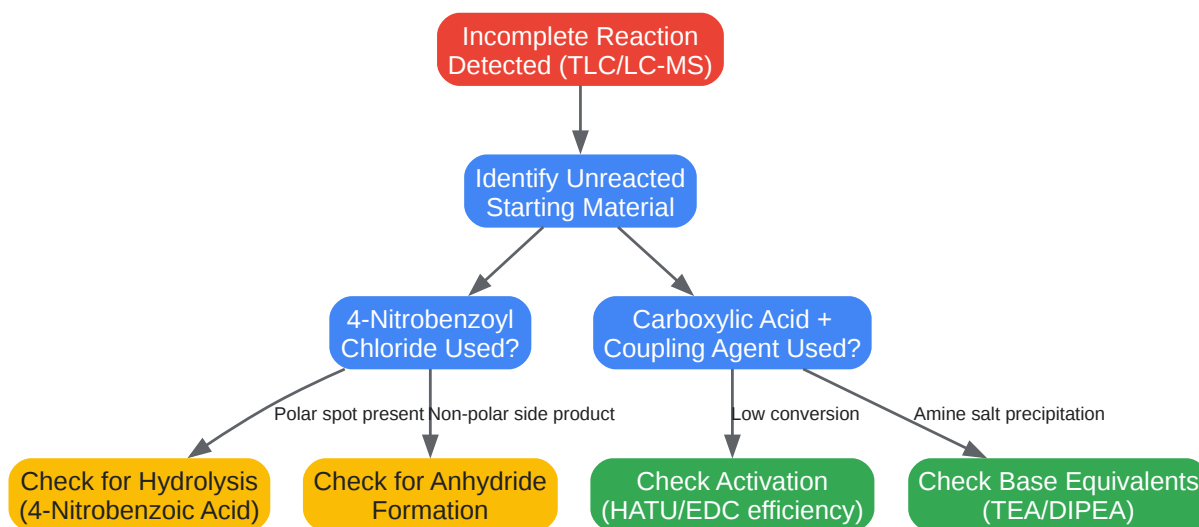 Incomplete Reaction
Detected (TLC/LC-MS)
Identify Unreacted
Starting Material
4-Nitrobenzoyl
Chloride Used?
Carboxylic Acid +
Coupling Agent Used?
Polar spot present
Non-polar side product
Low conversion
Amine salt precipitation
Check for Hydrolysis
(4-Nitrobenzoic Acid)
Check for Anhydride
Formation
Check Activation
(HATU/EDC efficiency)
Check Base Equivalents
(TEA/DIPEA)